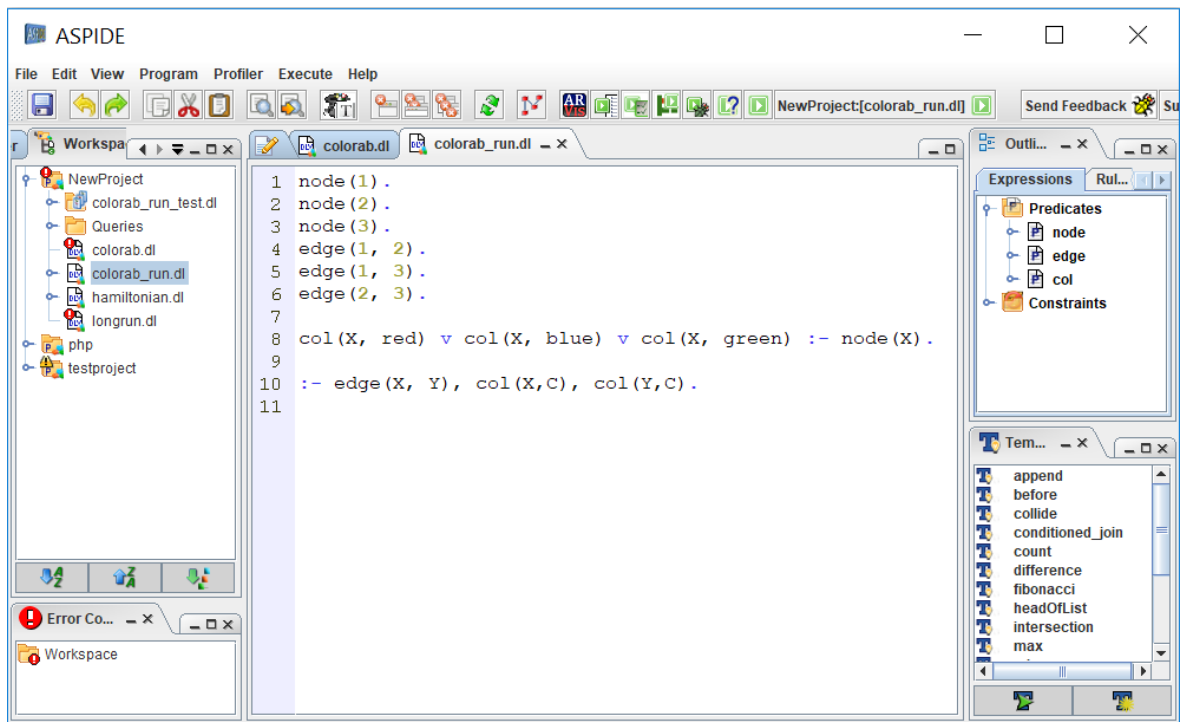 ASPIDE
File Edit View Program Profiler Execute Help
NewProject:[colorab_run.dl] Send Feedback Su
r Workspa
NewProject
colorab_run_test.dl
Queries
colorab.dl
colorab_run.dl
hamiltonian.dl
longrun.dl
php
testproject
Error Co...
Workspace
colorab.dl colorab_run.dl
1 node(1).
2 node(2).
3 node(3).
4 edge(1, 2).
5 edge(1, 3).
6 edge(2, 3).
7
8 col(X, red) v col(X, blue) v col(X, green) :- node(X).
9
10 :- edge(X, Y), col(X,C), col(Y,C).
11
Outli...
Expressions Rul...
Predicates
node
edge
col
Constraints
Tem...
append
before
collide
conditioned_join
count
difference
fibonacci
headOfList
intersection
max